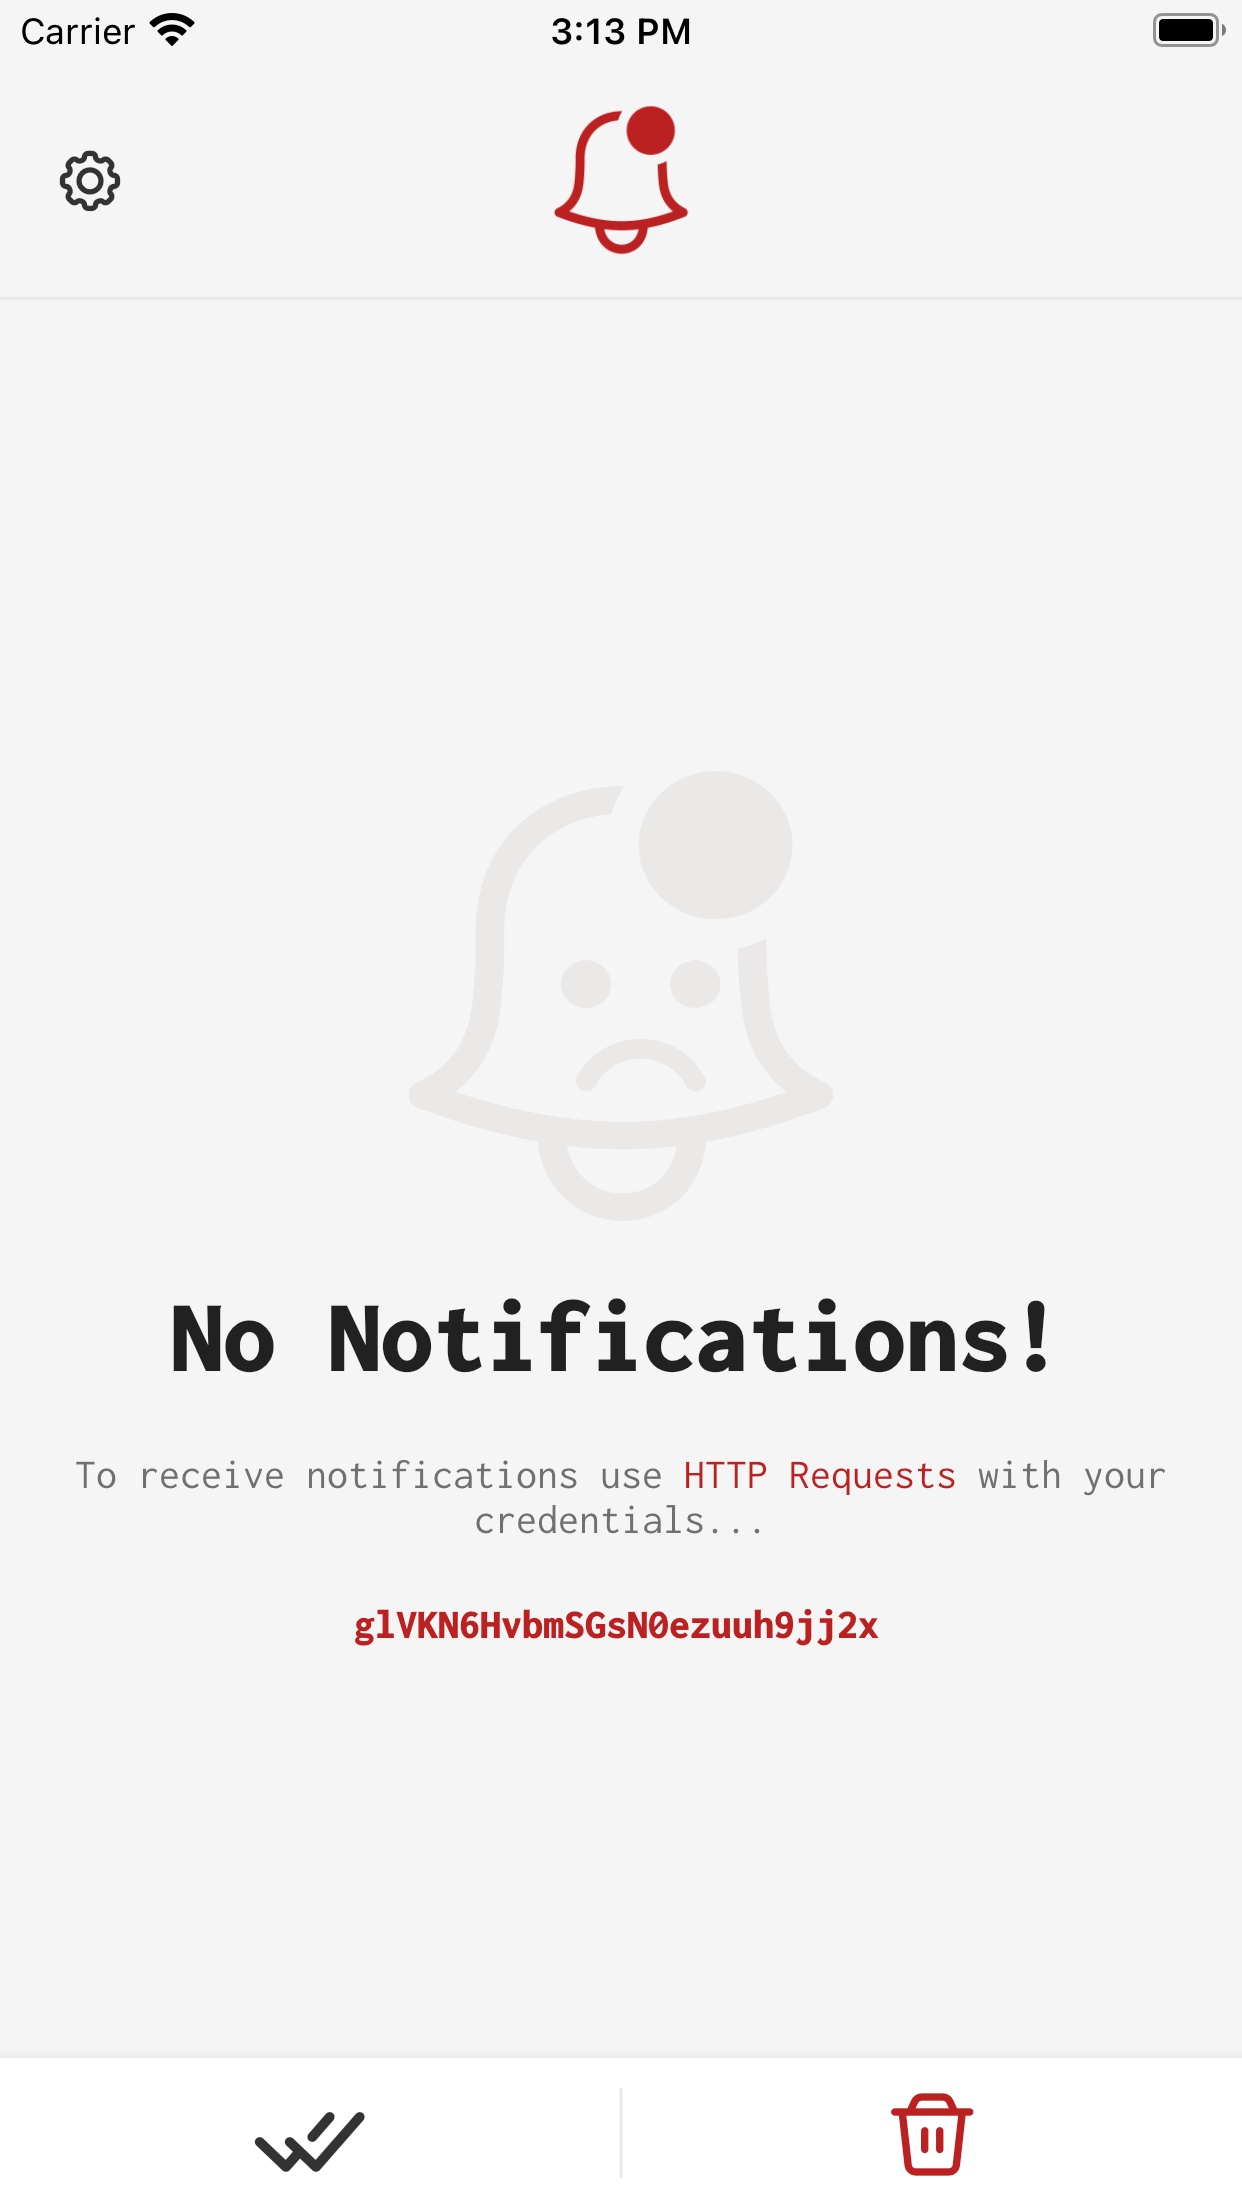 Carrier
3:13 PM
No Notifications!
To receive notifications use HTTP Requests with your
credentials...
glVKN6HvbmSGsN0ezuuh9jj2x